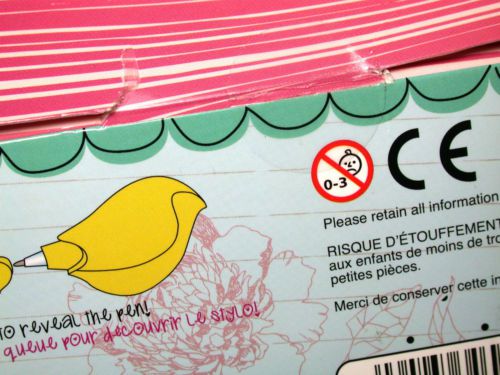 0-3
CE
Please retain all information
RISQUE D'ÉTOUFFEMENT
aux enfants de moins de
petites pièces.
Merci de conserver cette
to reveal the pen!
queue pour découvrir le stylo!